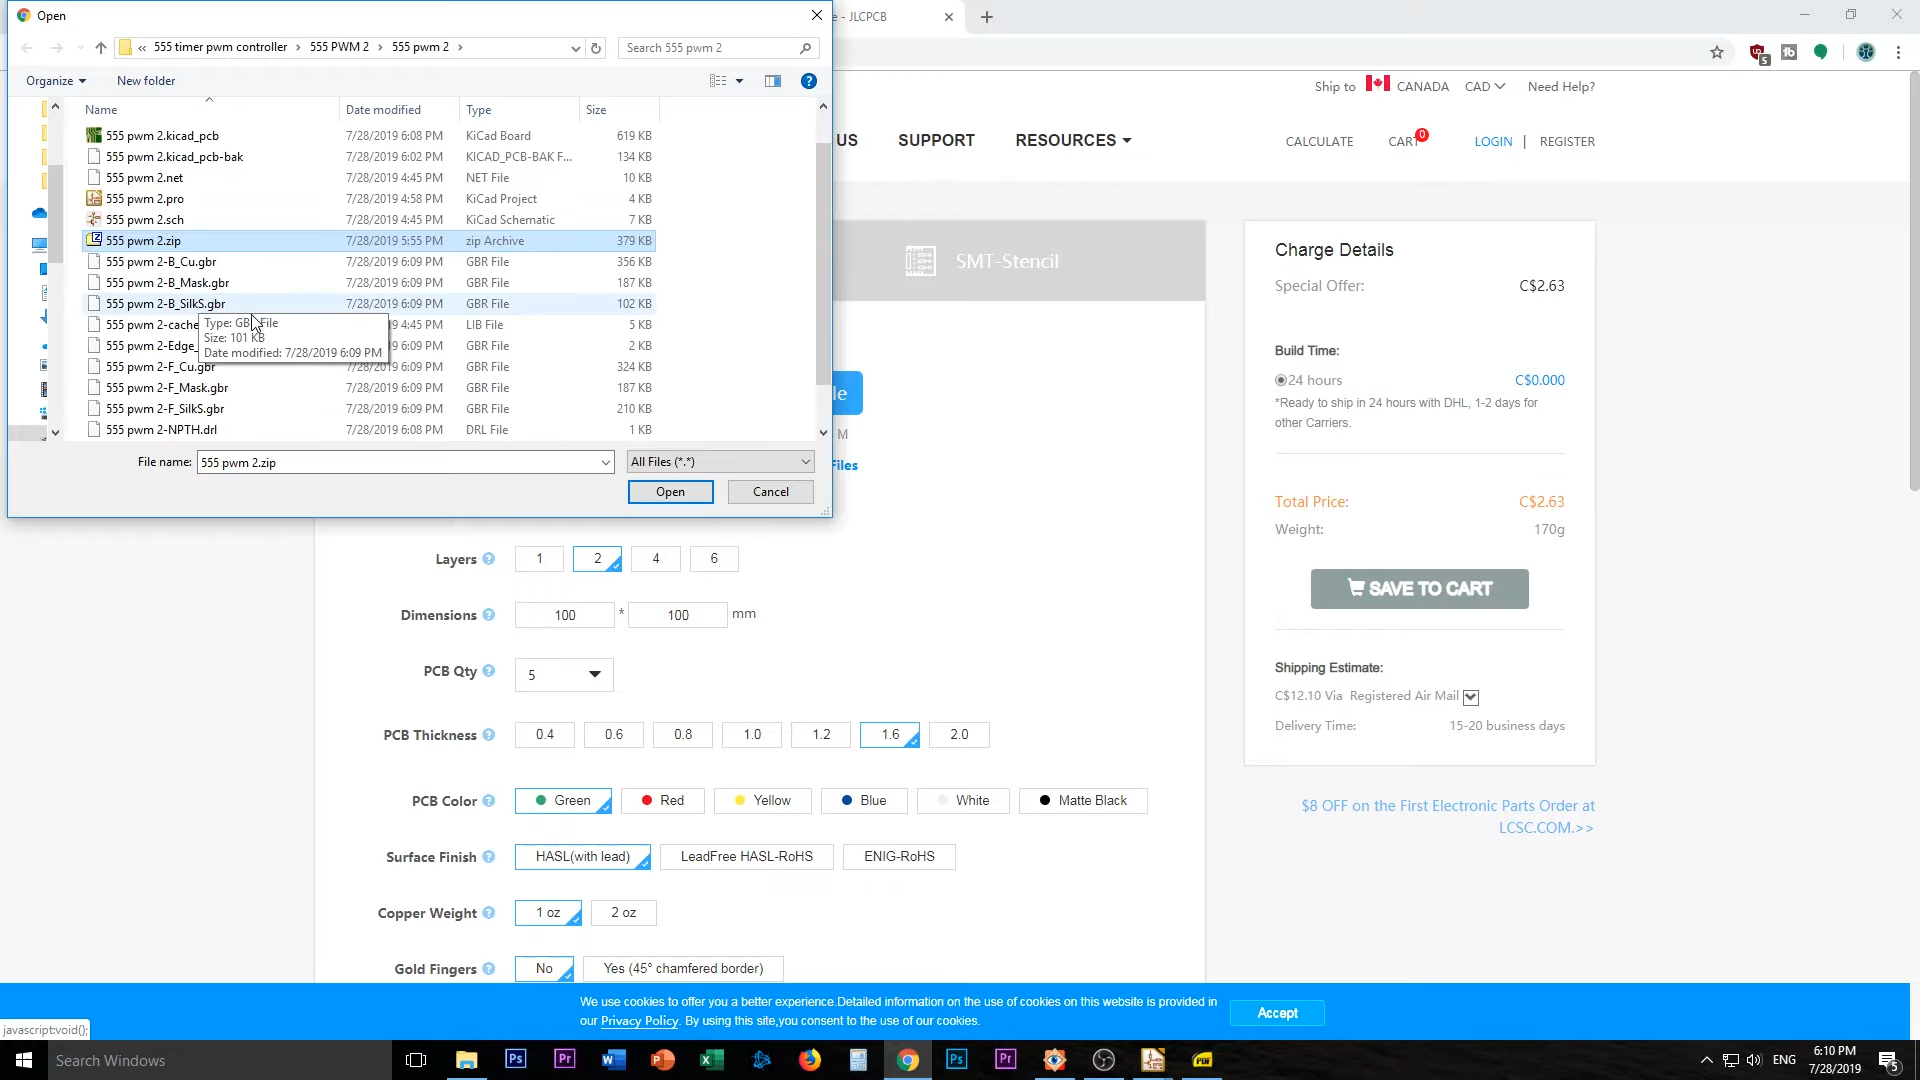 Open
e - JLCPCB
« 555 timer pwm controller › 555 PWM 2 › 555 pwm 2 ›
Search 555 pwm 2
Organize
New folder
Name Date modified Type Size
555 pwm 2.kicad_pcb 7/28/2019 6:08 PM KiCad Board 619 KB
555 pwm 2.kicad_pcb-bak 7/28/2019 6:02 PM KICAD_PCB-BAK F... 134 KB
555 pwm 2.net 7/28/2019 4:45 PM NET File 10 KB
555 pwm 2.pro 7/28/2019 4:58 PM KiCad Project 4 KB
555 pwm 2.sch 7/28/2019 4:45 PM KiCad Schematic 7 KB
555 pwm 2.zip 7/28/2019 5:55 PM zip Archive 379 KB
555 pwm 2-B_Cu.gbr 7/28/2019 6:09 PM GBR File 356 KB
555 pwm 2-B_Mask.gbr 7/28/2019 6:09 PM GBR File 187 KB
555 pwm 2-B_SilkS.gbr 7/28/2019 6:09 PM GBR File 102 KB
555 pwm 2-cache 19 4:45 PM LIB File 5 KB
555 pwm 2-Edge_ 19 6:09 PM GBR File 2 KB
555 pwm 2-F_Cu.gbr 7/28/2019 6:09 PM GBR File 324 KB
555 pwm 2-F_Mask.gbr 7/28/2019 6:09 PM GBR File 187 KB
555 pwm 2-F_SilkS.gbr 7/28/2019 6:09 PM GBR File 210 KB
555 pwm 2-NPTH.drl 7/28/2019 6:08 PM DRL File 1 KB
Type: GB File
Size: 101 KB
Date modified: 7/28/2019 6:09 PM
File name: 555 pwm 2.zip All Files (*.*)
Open Cancel
5
Ship to CANADA CAD Need Help?
US SUPPORT RESOURCES CALCULATE CART 0 LOGIN | REGISTER
SMT-Stencil
le
M
Files
Layers 1 2 4 6
Dimensions 100 * 100 mm
PCB Qty 5
PCB Thickness 0.4 0.6 0.8 1.0 1.2 1.6 2.0
PCB Color Green Red Yellow Blue White Matte Black
Surface Finish HASL(with lead) LeadFree HASL-RoHS ENIG-RoHS
Copper Weight 1 oz 2 oz
Gold Fingers No Yes (45° chamfered border)
Charge Details
Special Offer: C$2.63
Build Time:
24 hours C$0.000
*Ready to ship in 24 hours with DHL, 1-2 days for
other Carriers.
Total Price: C$2.63
Weight: 170g
SAVE TO CART
Shipping Estimate:
C$12.10 Via Registered Air Mail
Delivery Time: 15-20 business days
$8 OFF on the First Electronic Parts Order at
LCSC.COM.>>
We use cookies to offer you a better experience.Detailed information on the use of cookies on this website is provided in
our Privacy Policy. By using this site,you consent to the use of our cookies.
Accept
javascript:void();
Search Windows
ENG
6:10 PM
7/28/2019
5